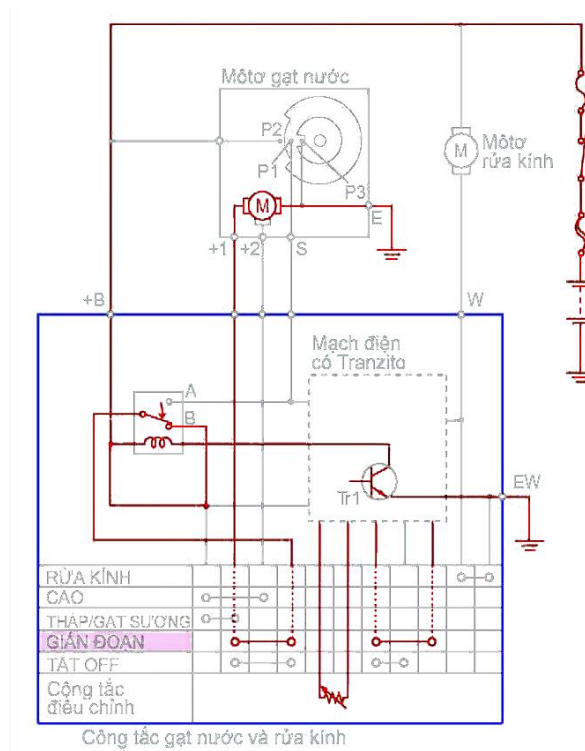 Môtơ gạt nước
P2
P1
P3
M
E
+1
+2
S
M
Môtơ
rửa kính
+B
W
Mạch điện
có Tranzito
A
B
Tr1
EW
RỬA KÍNH
CAO
THẤP/GẠT SƯƠNG
GIÁN ĐOẠN
TẮT OFF
Công tắc
điều chỉnh
Công tắc gạt nước và rửa kính